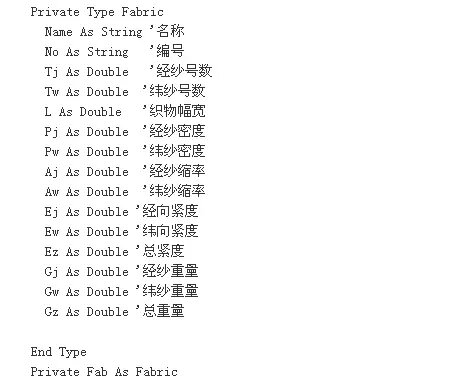 Private Type Fabric
Name As String '名称
No As String '编号
Tj As Double '经纱号数
Tw As Double '纬纱号数
L As Double '织物幅宽
Pj As Double '经纱密度
Pw As Double '纬纱密度
Aj As Double '经纱缩率
Aw As Double '纬纱缩率
Ej As Double '经向紧度
Ew As Double '纬向紧度
Ez As Double '总紧度
Gj As Double '经纱重量
Gw As Double '纬纱重量
Gz As Double '总重量
End Type
Private Fab As Fabric